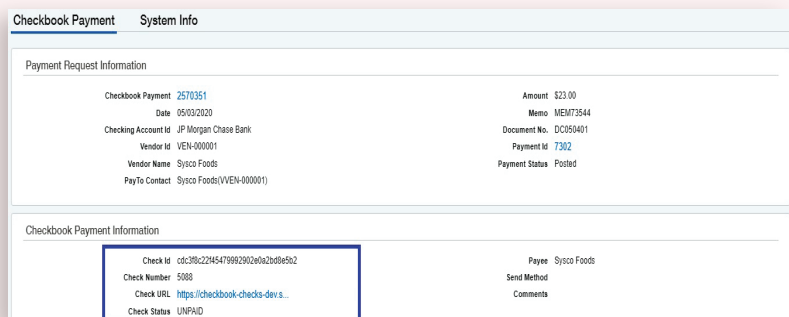 Checkbook Payment System Info
Payment Request Information
Checkbook Payment 2570351
Date 05/03/2020
Checking Account Id JP Morgan Chase Bank
Vendor Id VEN-000001
Vendor Name Sysco Foods
PayTo Contact Sysco Foods(VVEN-000001)
Amount $23.00
Memo MEM73544
Document No. DC050401
Payment Id 7302
Payment Status Posted
Checkbook Payment Information
Check Id cdc3f8c22f45479992902e0a2bd8e5b2
Check Number 5088
Check URL https://checkbook-checks-dev.s...
Check Status UNPAID
Payee Sysco Foods
Send Method
Comments